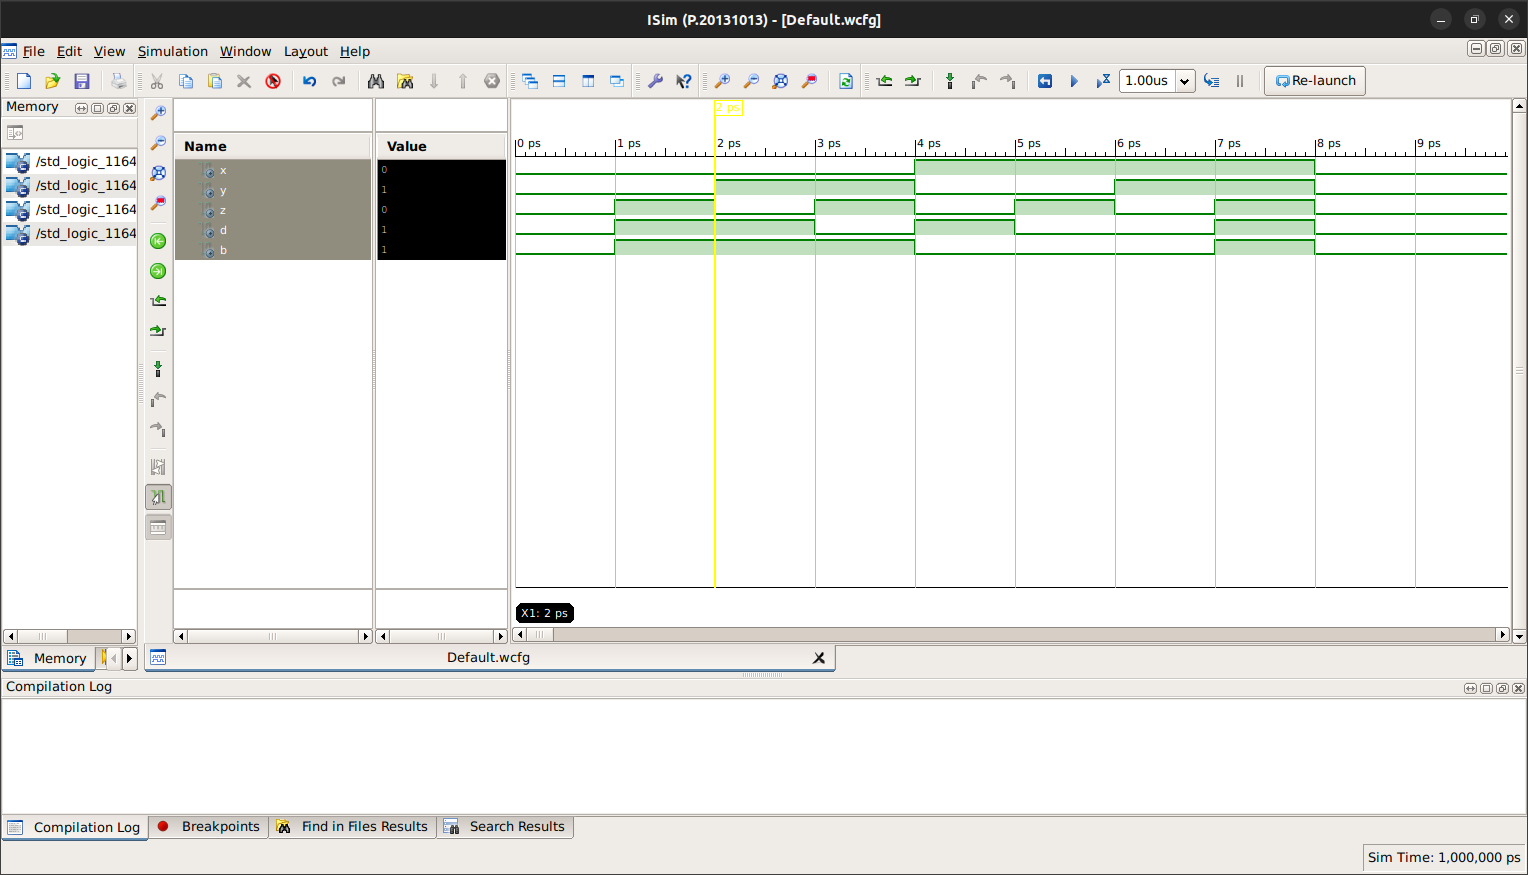 ISim (P.20131013) - [Default.wcfg]
File Edit View Simulation Window Layout Help
1.00us
Re-launch
Memory
/std_logic_1164
/std_logic_1164
/std_logic_1164
/std_logic_1164
Memory
Name Value
x 0
y 1
z 0
d 1
b 1
2 ps
0 ps 1 ps 2 ps 3 ps 4 ps 5 ps 6 ps 7 ps 8 ps 9 ps
X1: 2 ps
Default.wcfg
Compilation Log
Compilation Log Breakpoints Find in Files Results Search Results
Sim Time: 1,000,000 ps